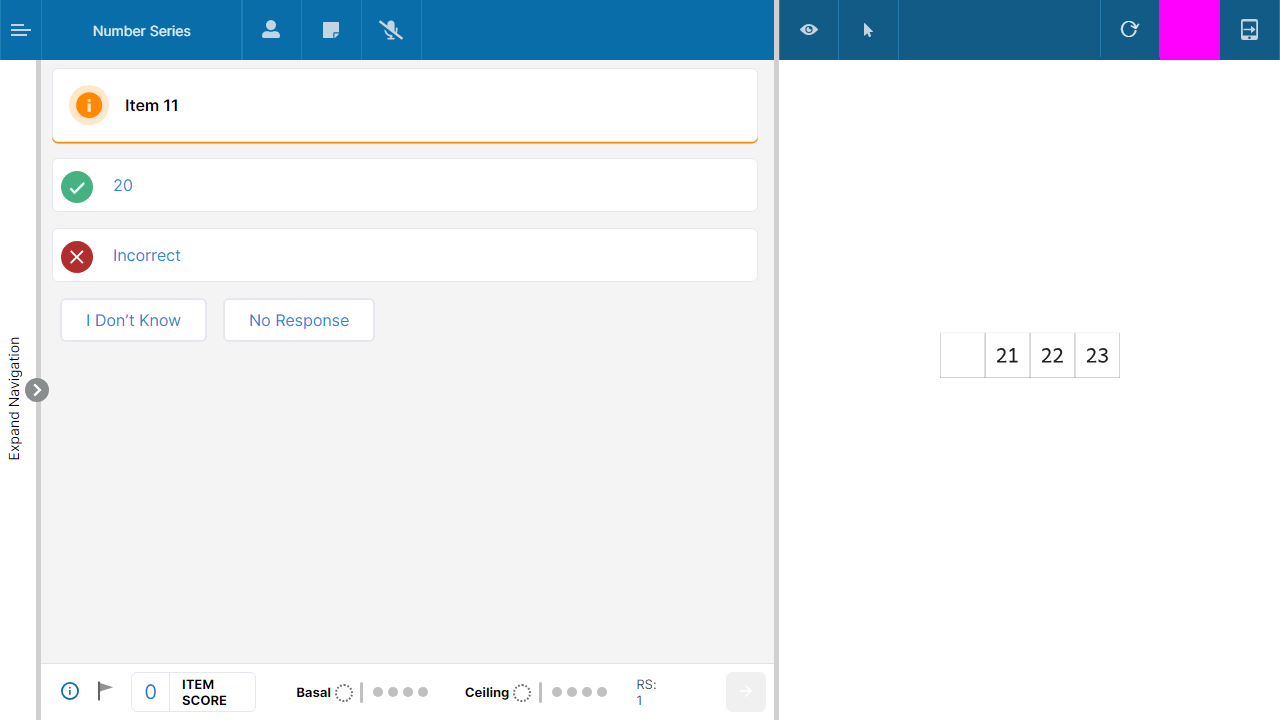 Number Series
Item 11
20
Incorrect
I Don’t Know
No Response
Expand Navigation
21 22 23
0
ITEM
SCORE
Basal
Ceiling
RS:
1